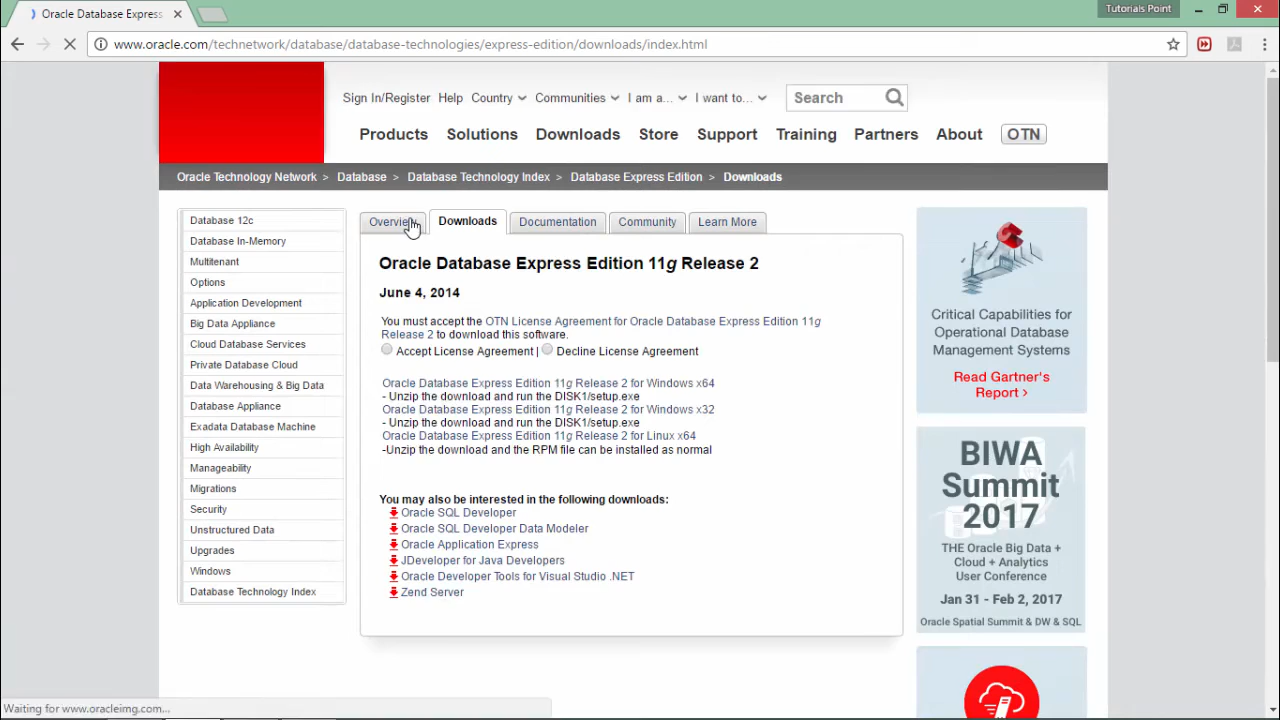 Oracle Database Express
Tutorials Point
www.oracle.com/technetwork/database/database-technologies/express-edition/downloads/index.html
Sign In/Register Help Country Communities I am a... I want to... Search
Products Solutions Downloads Store Support Training Partners About OTN
Oracle Technology Network > Database > Database Technology Index > Database Express Edition > Downloads
Database 12c
Database In-Memory
Multitenant
Options
Application Development
Big Data Appliance
Cloud Database Services
Private Database Cloud
Data Warehousing & Big Data
Database Appliance
Exadata Database Machine
High Availability
Manageability
Migrations
Security
Unstructured Data
Upgrades
Windows
Database Technology Index
Overview Downloads Documentation Community Learn More
Oracle Database Express Edition 11g Release 2
June 4, 2014
You must accept the OTN License Agreement for Oracle Database Express Edition 11g
Release 2 to download this software.
Accept License Agreement | Decline License Agreement
Oracle Database Express Edition 11g Release 2 for Windows x64
- Unzip the download and run the DISK1/setup.exe
Oracle Database Express Edition 11g Release 2 for Windows x32
- Unzip the download and run the DISK1/setup.exe
Oracle Database Express Edition 11g Release 2 for Linux x64
-Unzip the download and the RPM file can be installed as normal
You may also be interested in the following downloads:
Oracle SQL Developer
Oracle SQL Developer Data Modeler
Oracle Application Express
JDeveloper for Java Developers
Oracle Developer Tools for Visual Studio .NET
Zend Server
Critical Capabilities for
Operational Database
Management Systems
Read Gartner's
Report >
BIWA
Summit
2017
THE Oracle Big Data +
Cloud + Analytics
User Conference
Jan 31 - Feb 2, 2017
Oracle Spatial Summit & DW & SQL
Waiting for www.oracleimg.com...